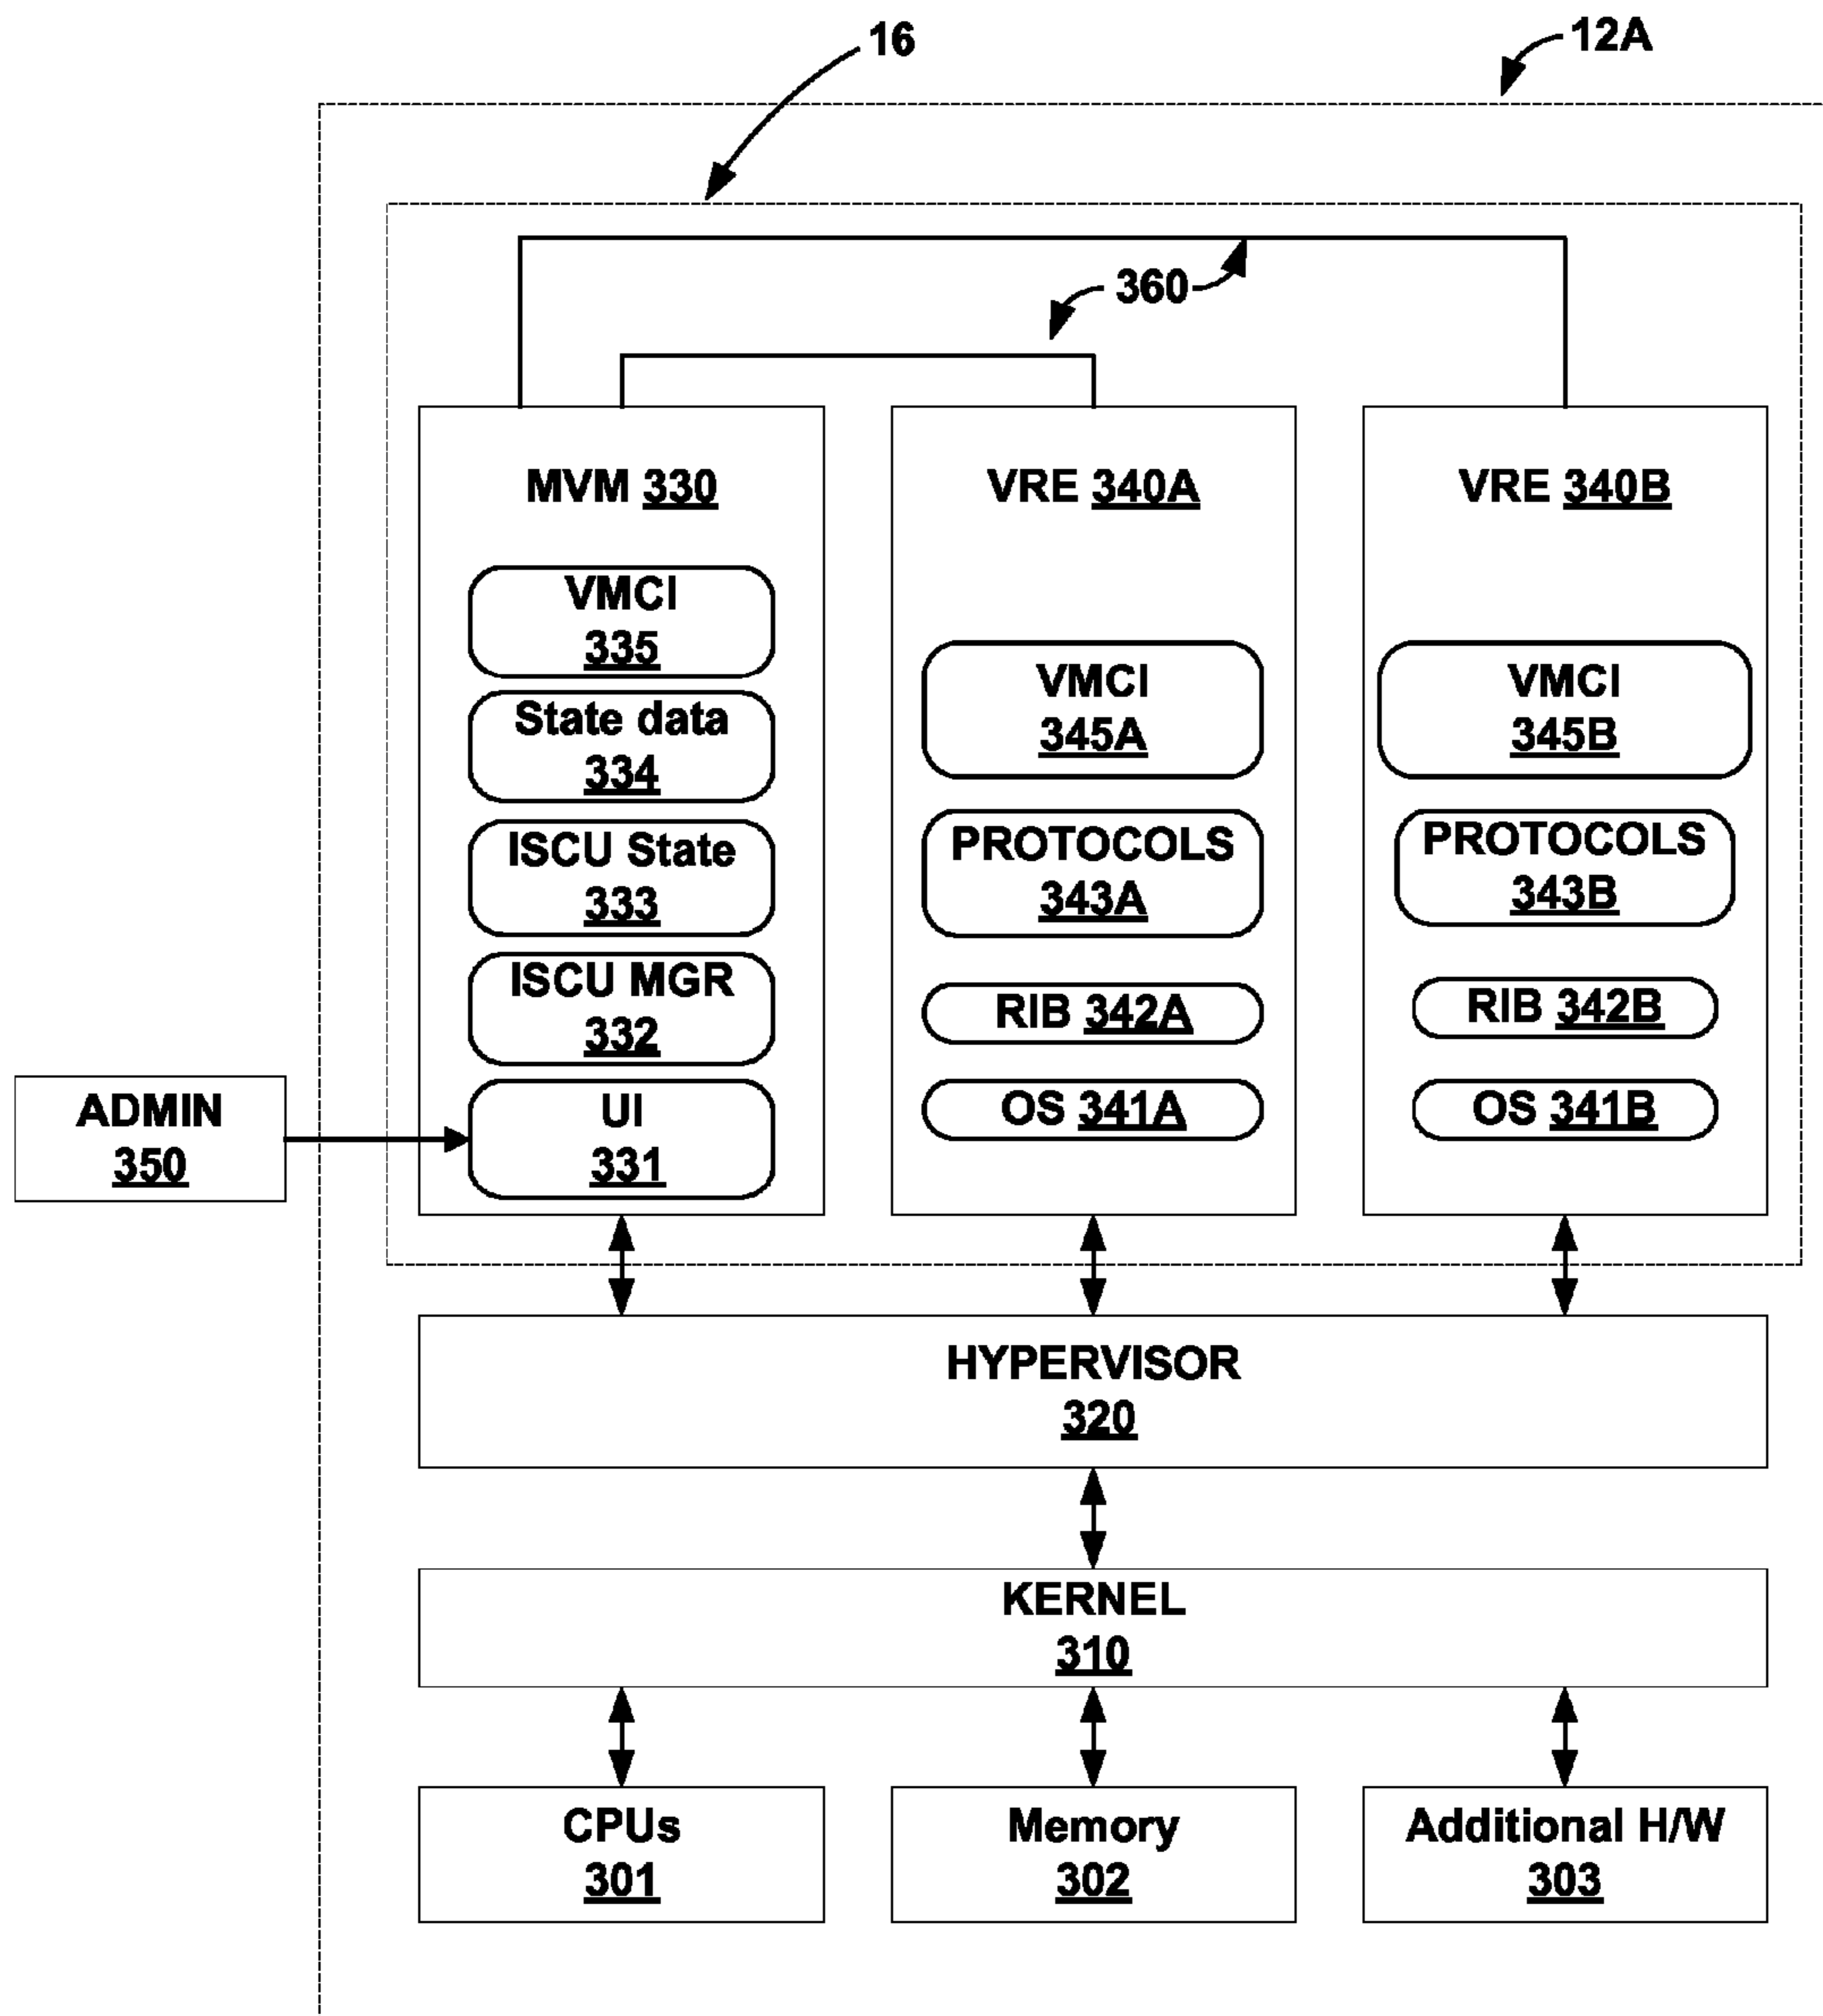 16
12A
360
MVM 330
VRE 340A
VRE 340B
VMCI
335
State data
334
ISCU State
333
ISCU MGR
332
UI
331
VMCI
345A
PROTOCOLS
343A
RIB 342A
OS 341A
VMCI
345B
PROTOCOLS
343B
RIB 342B
OS 341B
ADMIN
350
HYPERVISOR
320
KERNEL
310
CPUs
301
Memory
302
Additional H/W
303